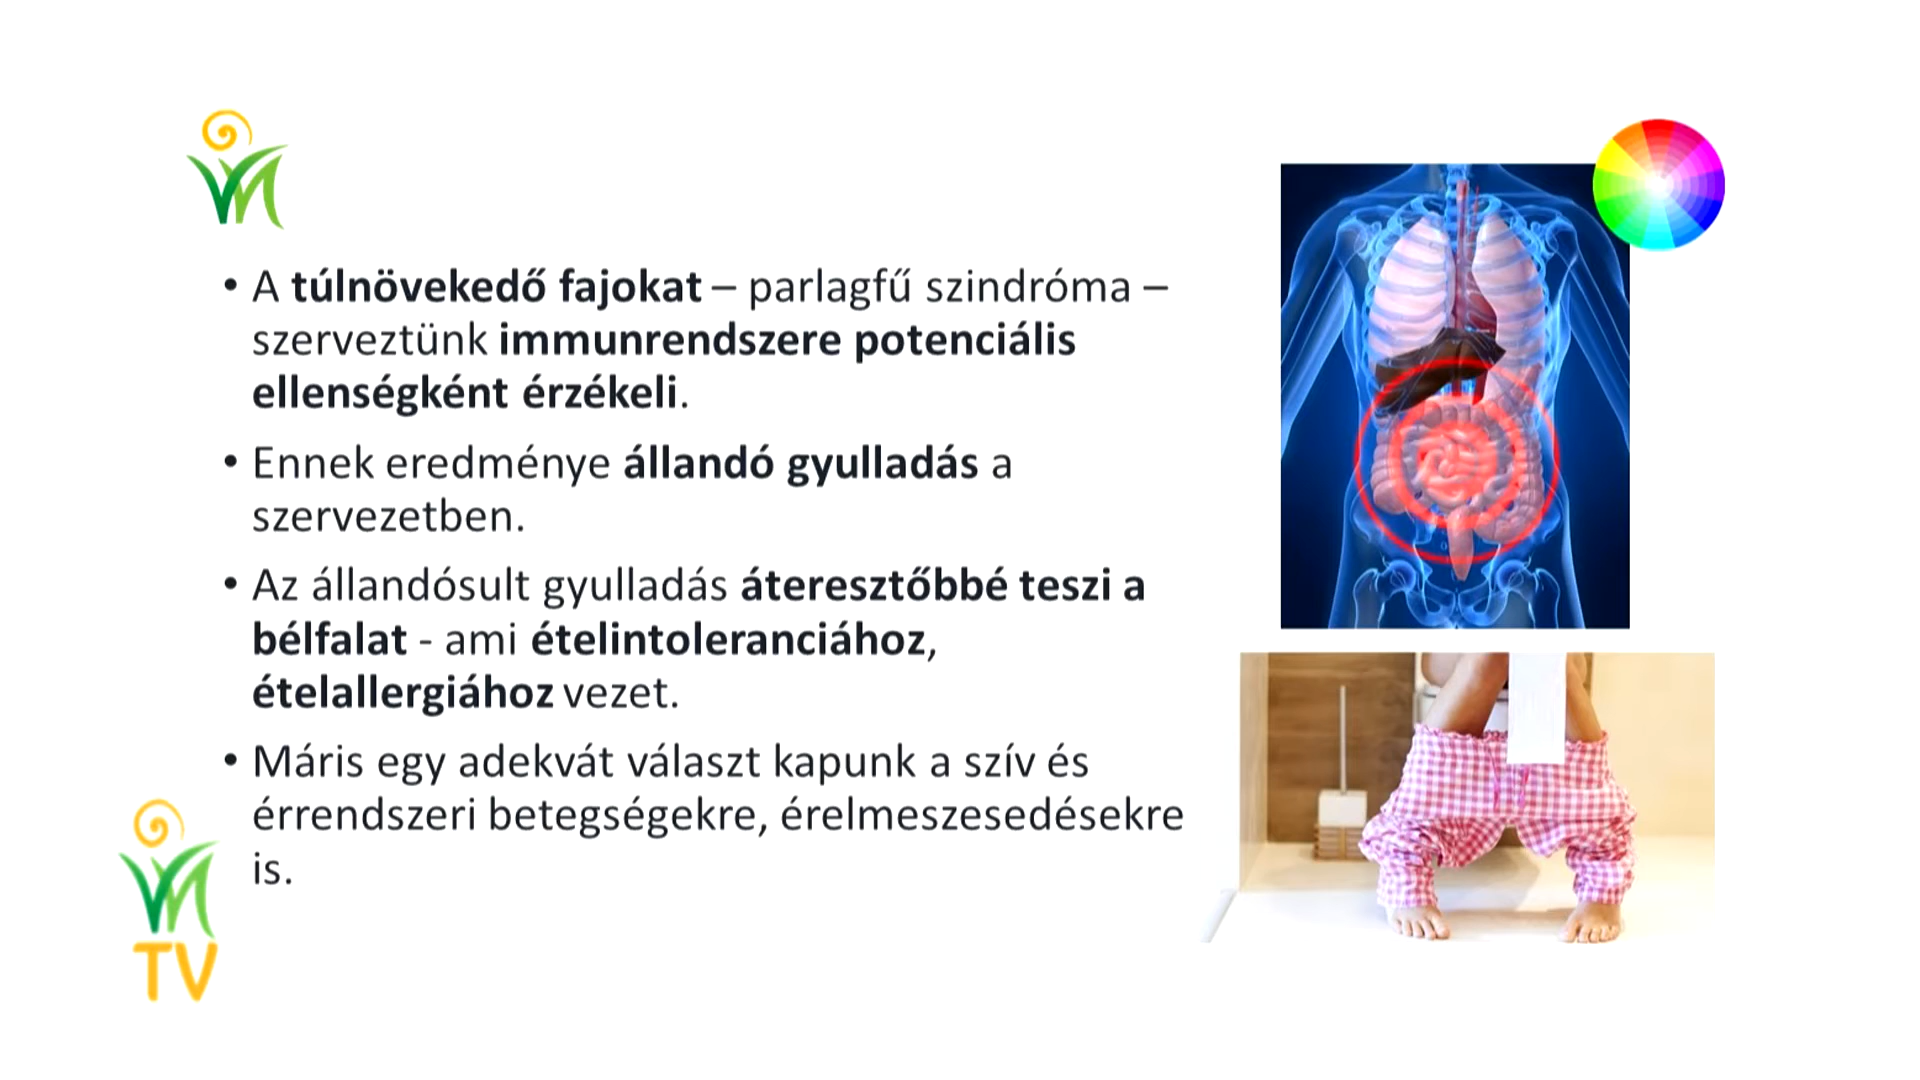 • A túlnövekedő fajokat – parlagfű szindróma –
szerveztünk immunrendszere potenciális
ellenségként érzékeli.
• Ennek eredménye állandó gyulladás a
szervezetben.
• Az állandósult gyulladás áteresztőbbé teszi a
bélfalat - ami ételintoleranciához,
ételallergiához vezet.
• Máris egy adekvát választ kapunk a szív és
érrendszeri betegségekre, érelmeszesedésekre
is.
TV